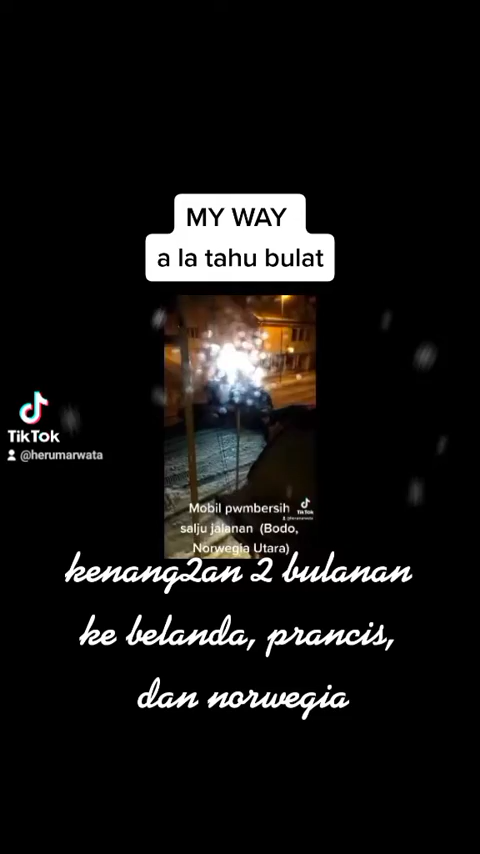 MY WAY
a la tahu bulat
TikTok
@herumarwata
Mobil pwmbersih
salju jalanan (Bodo,
Norwegia Utara)
TikTok
kenang2an 2 bulanan
ke belanda, prancis,
dan norwegia